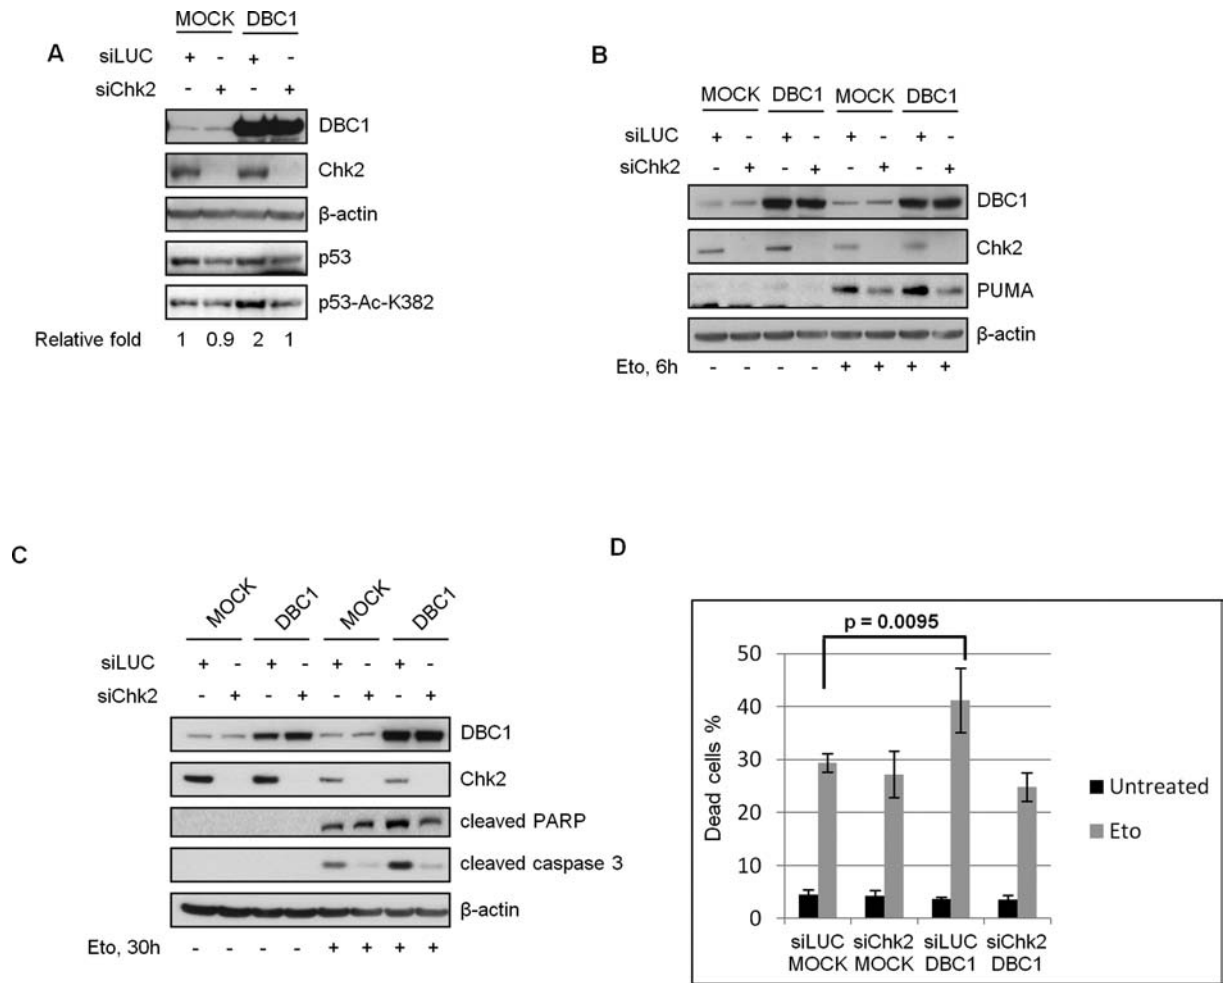 A
MOCK DBC1
siLUC + - + -
siChk2 - + - +
DBC1
Chk2
β-actin
p53
p53-Ac-K382
Relative fold 1 0.9 2 1
B
MOCK DBC1 MOCK DBC1
siLUC + - + - + - + -
siChk2 - + - + - + - +
DBC1
Chk2
PUMA
β-actin
Eto, 6h - - - - + + + +
C
MOCK DBC1 MOCK DBC1
siLUC + - + - + - + -
siChk2 - + - + - + - +
DBC1
Chk2
cleaved PARP
cleaved caspase 3
β-actin
Eto, 30h - - - - + + + +
D
p = 0.0095
50
40
30
20
10
0
Dead cells %
siLUC siChk2 siLUC siChk2
MOCK MOCK DBC1 DBC1
Untreated
Eto